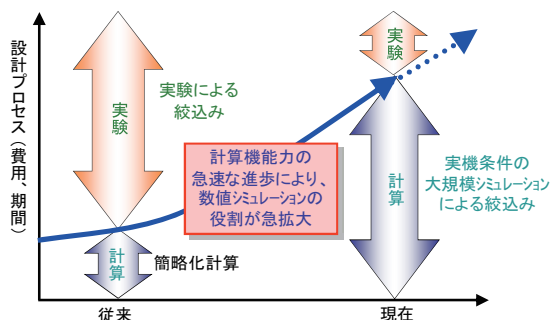 設計プロセス（費用、期間）
実験
実験による
絞込み
計算
簡略化計算
計算機能力の
急速な進歩により、
数値シミュレーションの
役割が急拡大
実験
計算
実機条件の
大規模シミュレーション
による絞込み
従来
現在